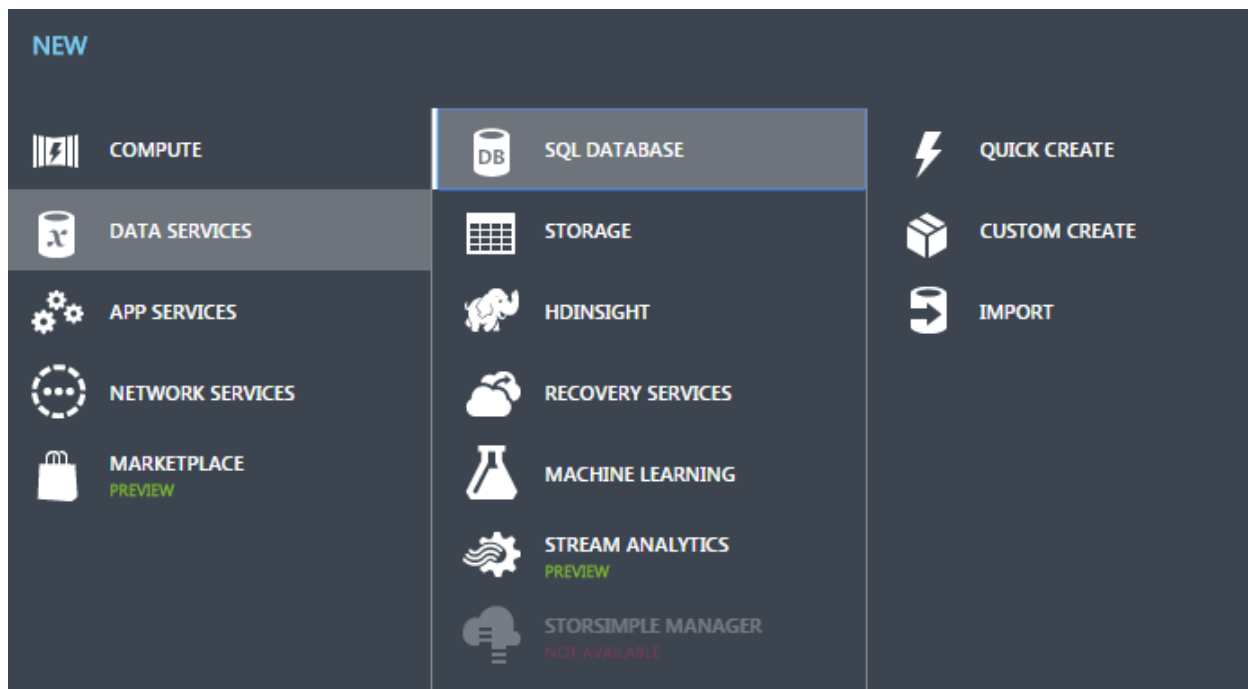 NEW
COMPUTE
DATA SERVICES
APP SERVICES
NETWORK SERVICES
MARKETPLACE
PREVIEW
DB
SQL DATABASE
STORAGE
HDINSIGHT
RECOVERY SERVICES
MACHINE LEARNING
STREAM ANALYTICS
PREVIEW
STORSIMPLE MANAGER
NOT AVAILABLE
QUICK CREATE
CUSTOM CREATE
IMPORT